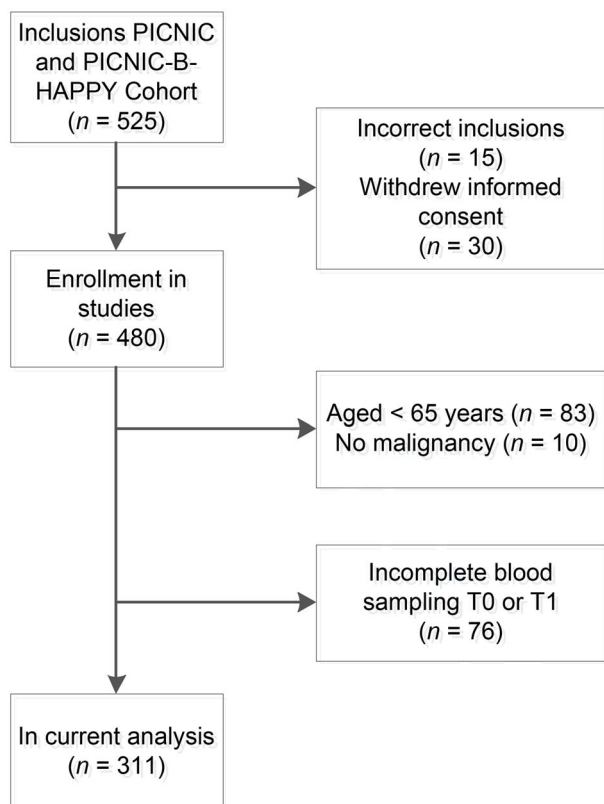 Inclusions PICNIC
and PICNIC-B-
HAPPY Cohort
(n = 525)
Incorrect inclusions
(n = 15)
Withdrew informed
consent
(n = 30)
Enrollment in
studies
(n = 480)
Aged < 65 years (n = 83)
No malignancy (n = 10)
Incomplete blood
sampling T0 or T1
(n = 76)
In current analysis
(n = 311)